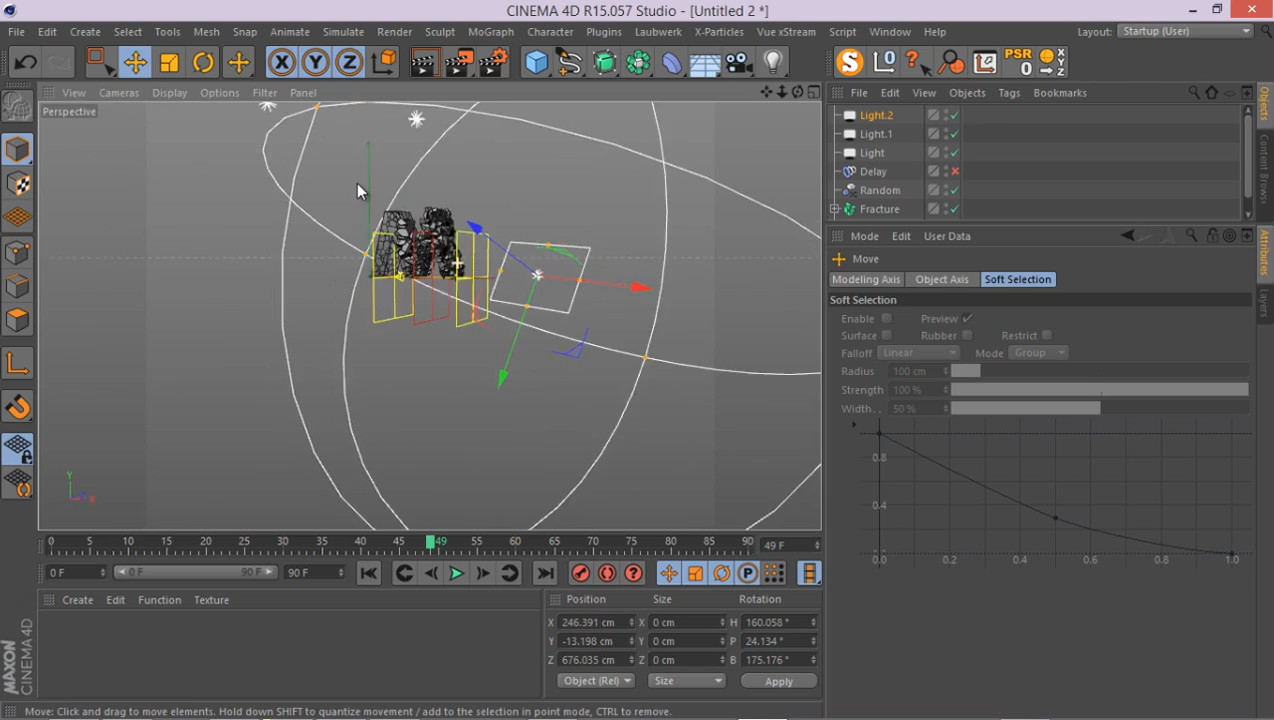 CINEMA 4D R15.057 Studio - [Untitled 2 *]
File Edit Create Select Tools Mesh Snap Animate Simulate Render Sculpt MoGraph Character Plugins Laubwerk X-Particles Vue xStream Script Window Help Layout: Startup (User)
X Y Z PSR 0
View Cameras Display Options Filter Panel
File Edit View Objects Tags Bookmarks
Perspective
Light.2
Light.1
Light
Delay
Random
Fracture
Objects
Content Browser
Mode Edit User Data
Move
Modeling Axis Object Axis Soft Selection
Soft Selection
Enable Preview
Surface Rubber Restrict
Falloff Linear Mode Group
Radius 100 cm
Strength 100 %
Width . . 50 %
0.8
0.4
0.0 0.2 0.4 0.6 0.8 1.0
Attributes
Layers
Y
X
0 5 10 15 20 25 30 35 40 45 49 55 60 65 70 75 80 85 90 49 F
0 F 0 F 90 F 90 F
P
Create Edit Function Texture
Position Size Rotation
X 246.391 cm X 0 cm H 160.058 °
Y -13.198 cm Y 0 cm P 24.134 °
Z 676.035 cm Z 0 cm B 175.176 °
Object (Rel) Size Apply
MAXON CINEMA 4D
Move: Click and drag to move elements. Hold down SHIFT to quantize movement / add to the selection in point mode, CTRL to remove.